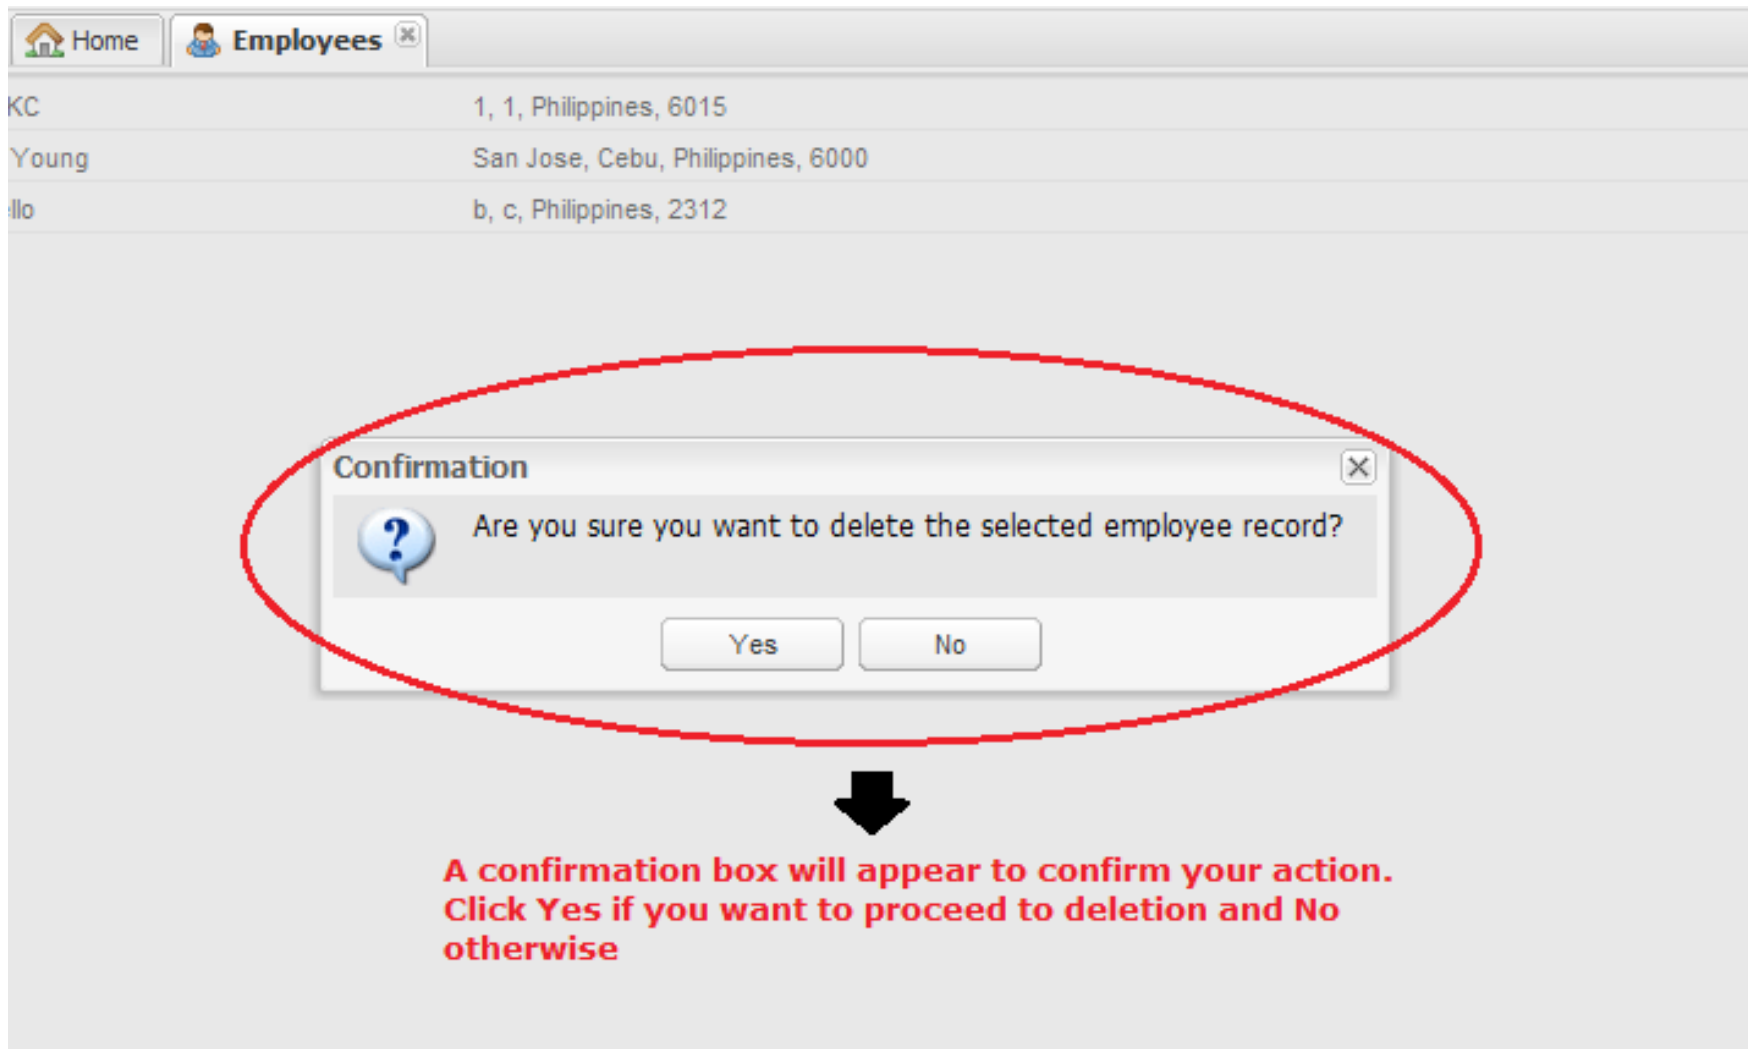 Home Employees
KC 1, 1, Philippines, 6015
Young San Jose, Cebu, Philippines, 6000
llo b, c, Philippines, 2312
Confirmation
Are you sure you want to delete the selected employee record?
Yes No
A confirmation box will appear to confirm your action.
Click Yes if you want to proceed to deletion and No
otherwise